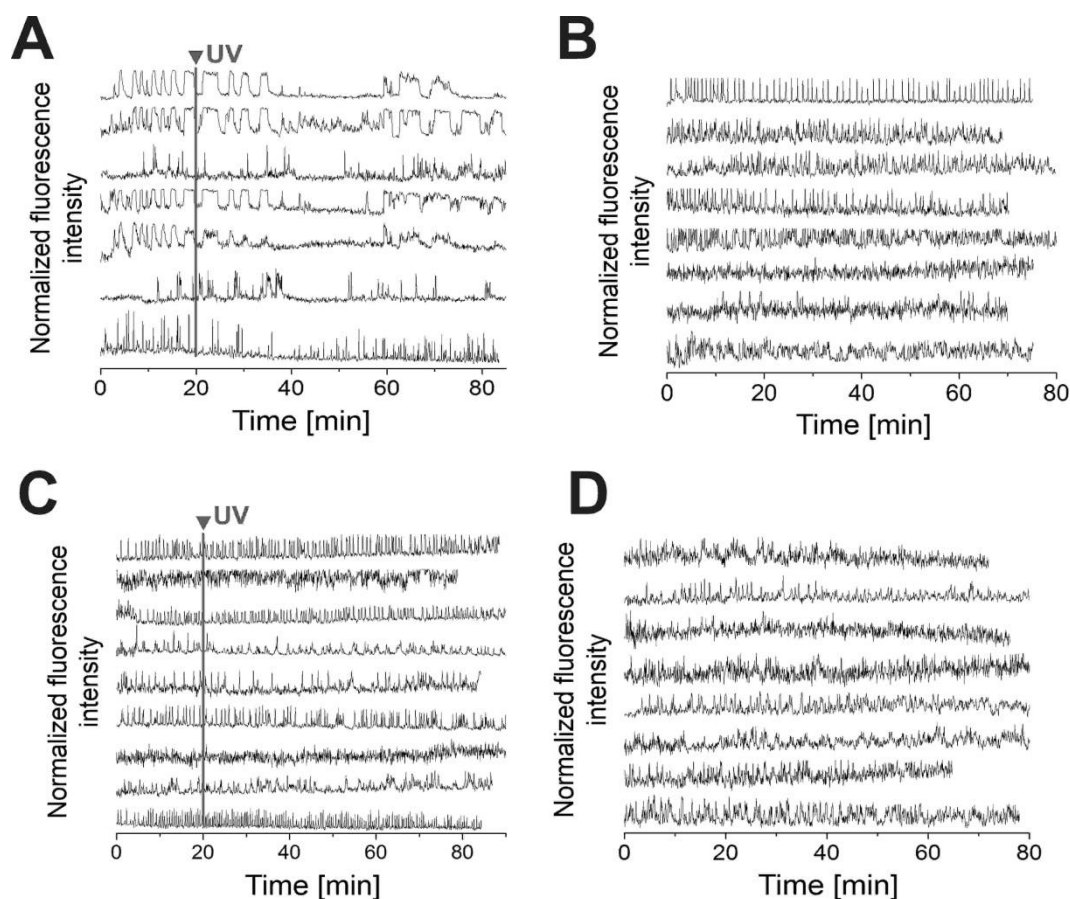 A
UV
Normalized fluorescence
intensity
0 20 40 60 80
Time [min]
B
Normalized fluorescence
intensity
0 20 40 60 80
Time [min]
C
UV
Normalized fluorescence
intensity
0 20 40 60 80
Time [min]
D
Normalized fluorescence
intensity
0 20 40 60 80
Time [min]